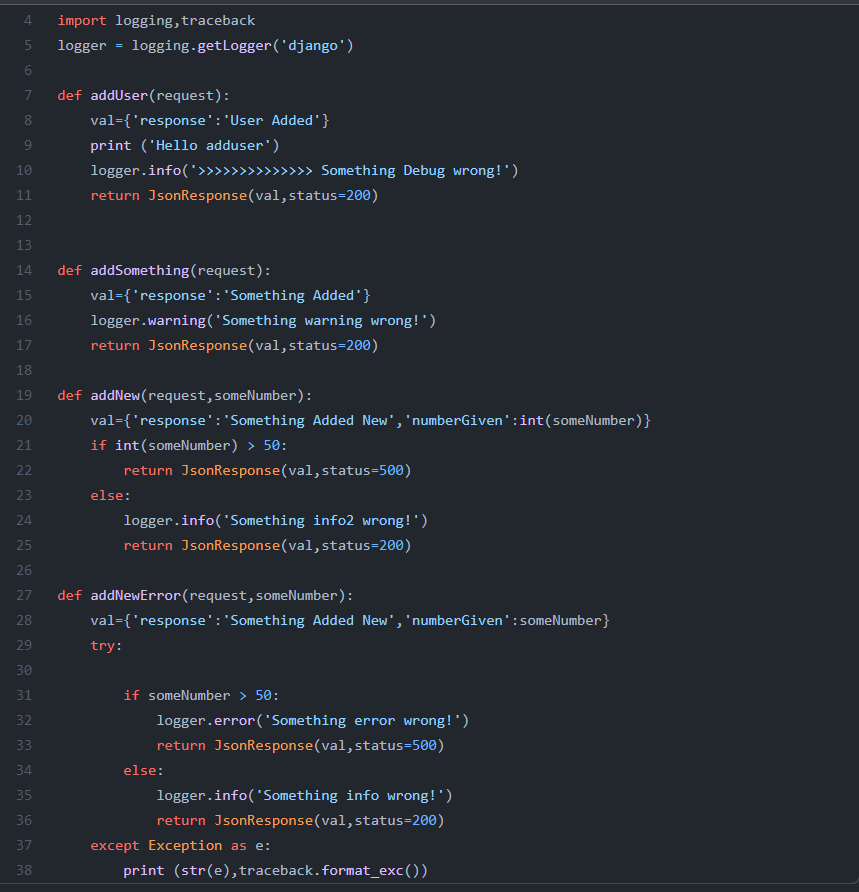 4 import logging,traceback
5 logger = logging.getLogger('django')
6
7 def addUser(request):
8     val={'response':'User Added'}
9     print ('Hello adduser')
10     logger.info('>>>>>>>>>>>>>> Something Debug wrong!')
11     return JsonResponse(val,status=200)
12
13
14 def addSomething(request):
15     val={'response':'Something Added'}
16     logger.warning('Something warning wrong!')
17     return JsonResponse(val,status=200)
18
19 def addNew(request,someNumber):
20     val={'response':'Something Added New','numberGiven':int(someNumber)}
21     if int(someNumber) > 50:
22         return JsonResponse(val,status=500)
23     else:
24         logger.info('Something info2 wrong!')
25         return JsonResponse(val,status=200)
26
27 def addNewError(request,someNumber):
28     val={'response':'Something Added New','numberGiven':someNumber}
29     try:
30
31         if someNumber > 50:
32             logger.error('Something error wrong!')
33             return JsonResponse(val,status=500)
34         else:
35             logger.info('Something info wrong!')
36             return JsonResponse(val,status=200)
37     except Exception as e:
38         print (str(e),traceback.format_exc())